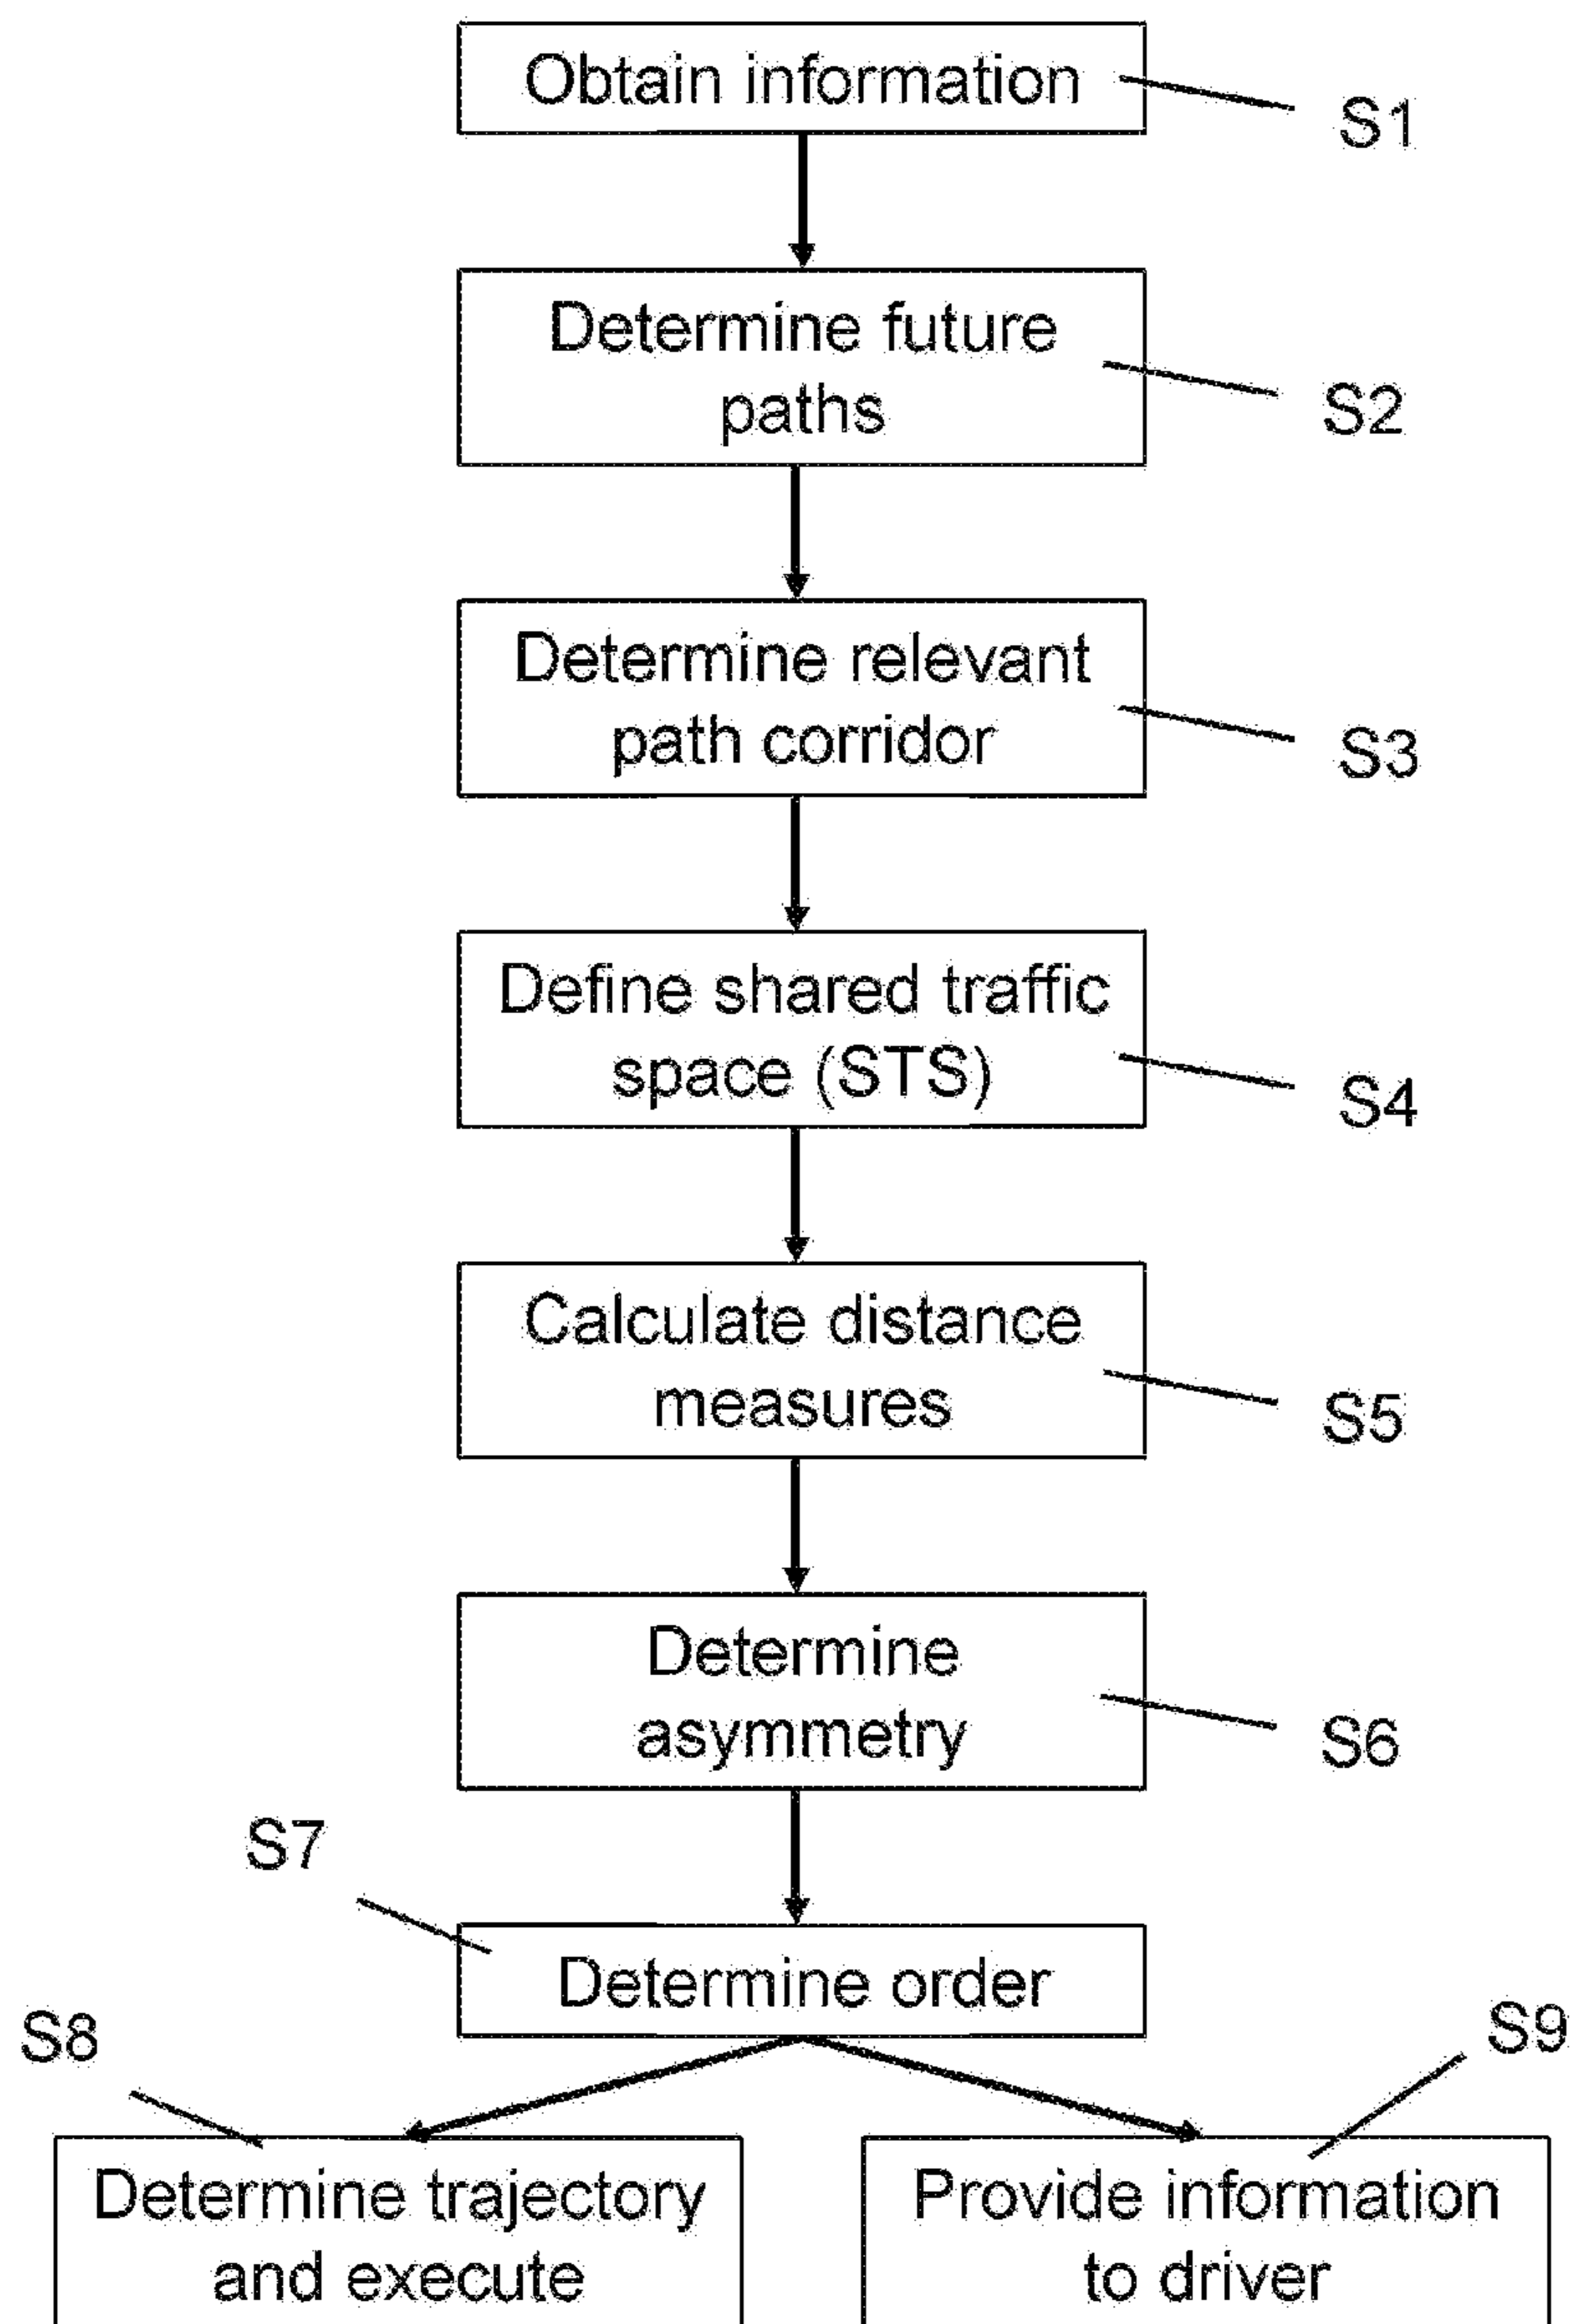 Obtain information
S1
Determine future
paths
S2
Determine relevant
path corridor
S3
Define shared traffic
space (STS)
S4
Calculate distance
measures
S5
Determine
asymmetry
S6
S7
Determine order
S8
S9
Determine trajectory
and execute
Provide information
to driver